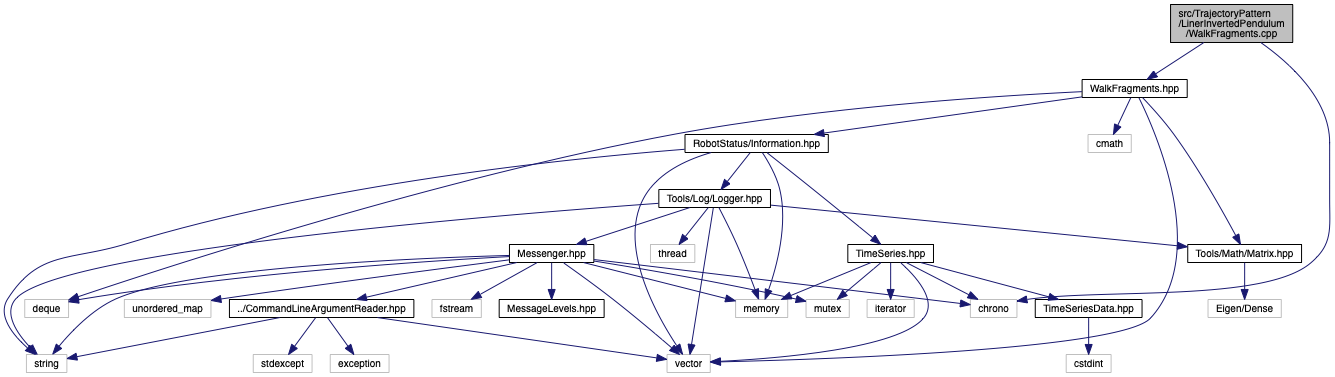 src/TrajectoryPattern
/LinerInvertedPendulum
/WalkFragments.cpp
WalkFragments.hpp
RobotStatus/Information.hpp
cmath
Tools/Log/Logger.hpp
Messenger.hpp
thread
TimeSeries.hpp
Tools/Math/Matrix.hpp
deque
unordered_map
../CommandLineArgumentReader.hpp
fstream
MessageLevels.hpp
memory
mutex
iterator
chrono
TimeSeriesData.hpp
Eigen/Dense
string
stdexcept
exception
vector
cstdint